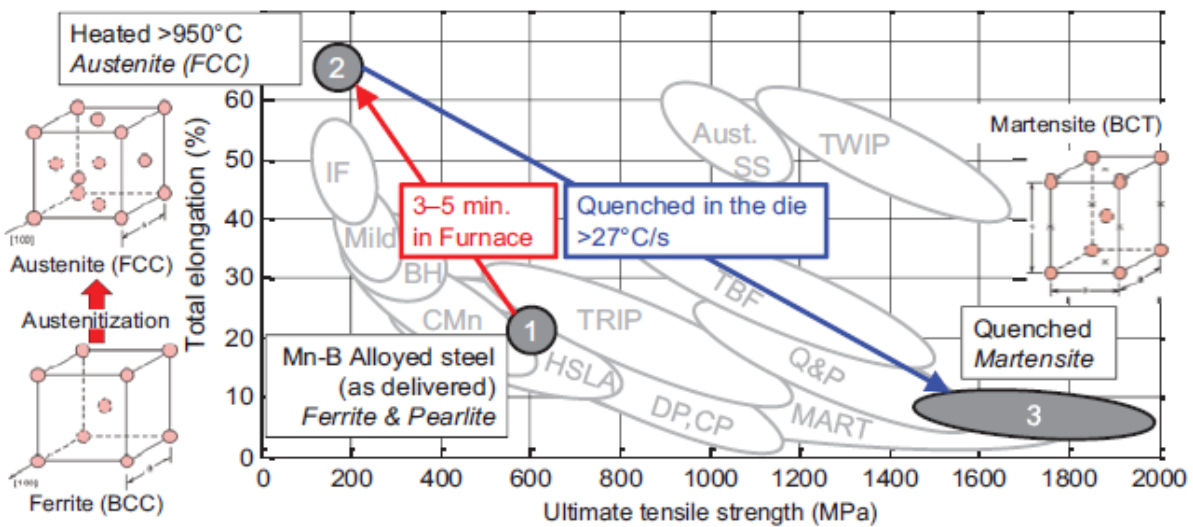 Heated >950°C
Austenite (FCC)
2
60
50
40
30
20
10
0
Total elongation (%)
IF
Mild
BH
CMn
1
TRIP
HSLA
DP,CP
MART
Q&P
TBF
Aust.
SS
TWIP
3
3–5 min.
in Furnace
Quenched in the die
>27°C/s
Martensite (BCT)
Quenched
Martensite
Mn-B Alloyed steel
(as delivered)
Ferrite & Pearlite
[100]
Austenite (FCC)
Austenitization
[100]
Ferrite (BCC)
0
200
400
600
800
1000
1200
1400
1600
1800
2000
Ultimate tensile strength (MPa)